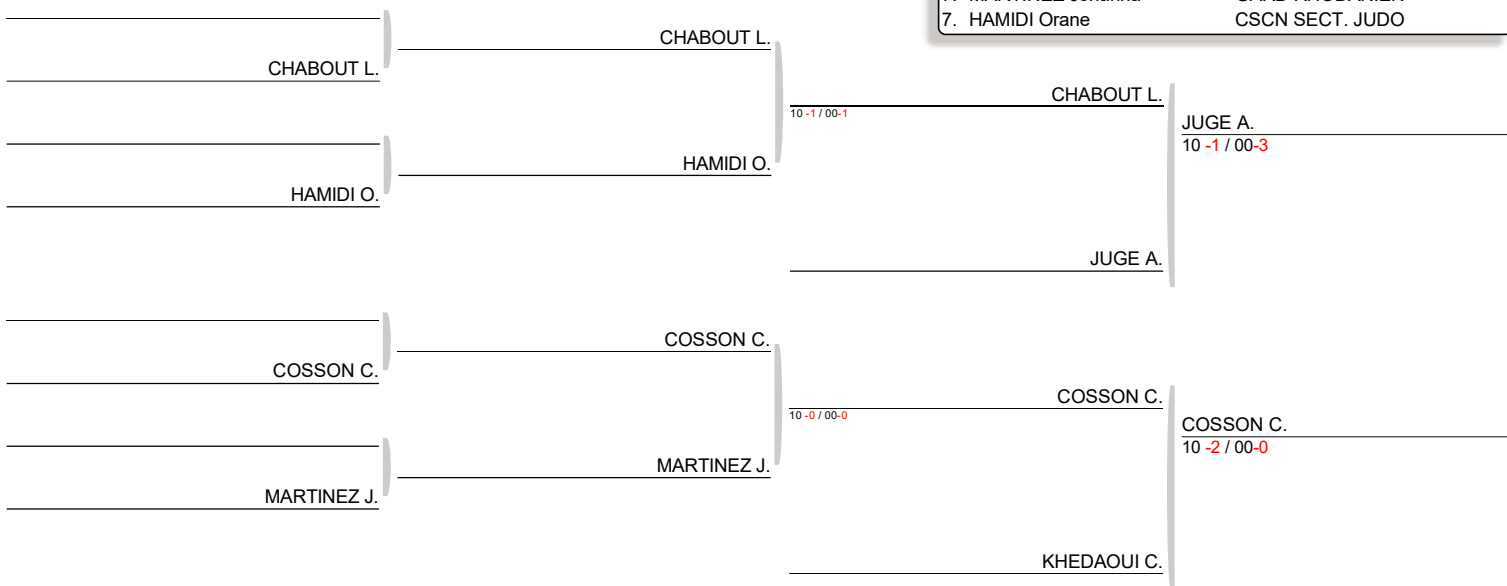 7. HAMIDI Orane CSCN SECT. JUDO
CHABOUT L.
CHABOUT L.
CHABOUT L.
10 -1 / 00-1
JUGE A.
10 -1 / 00-3
HAMIDI O.
HAMIDI O.
JUGE A.
COSSON C.
COSSON C.
COSSON C.
10 -0 / 00-0
COSSON C.
10 -2 / 00-0
MARTINEZ J.
MARTINEZ J.
KHEDAOUI C.